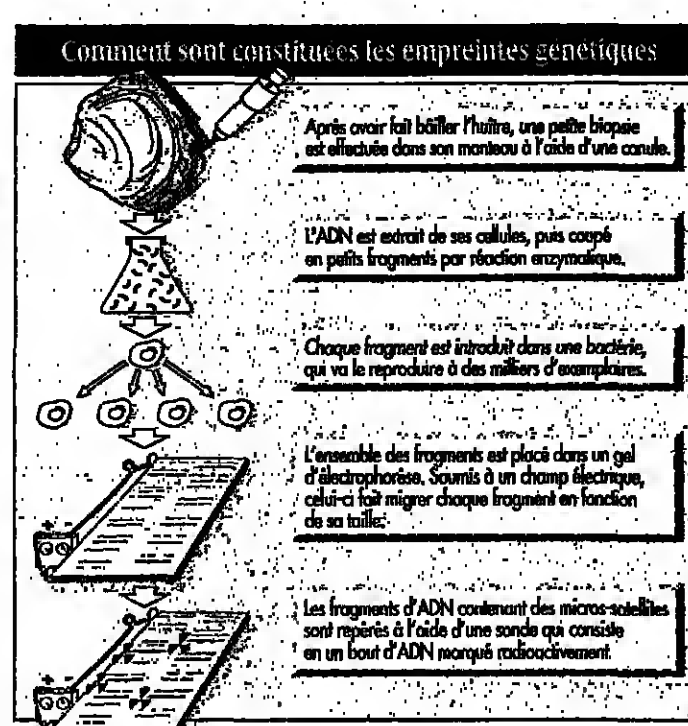 Comment sont constituées les empreintes génétiques
Après avoir fait bâiller l'huître, une petite biopsie
est effectuée dans son manteau à l'aide d'une canule.
L'ADN est extrait de ses cellules, puis coupé
en petits fragments par réaction enzymatique.
Chaque fragment est introduit dans une bactérie,
qui va le reproduire à des milliers d'exemplaires.
L'ensemble des fragments est placé dans un gel
d'électrophorèse. Soumis à un champ électrique,
celui-ci fait migrer chaque fragment en fonction
de sa taille.
Les fragments d'ADN contenant des micros-satellites
sont repérés à l'aide d'une sonde qui consiste
en un bout d'ADN marqué radioactivement.